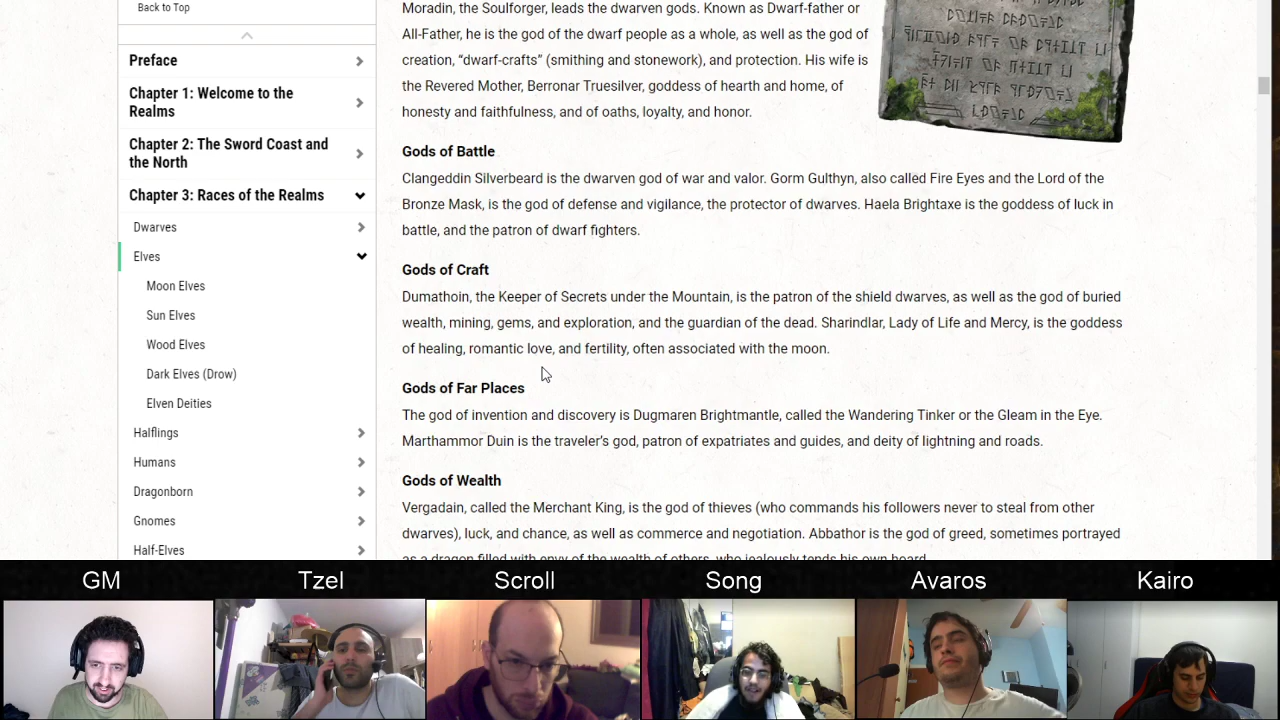 Back to Top
Preface
Chapter 1: Welcome to the
Realms
Chapter 2: The Sword Coast and
the North
Chapter 3: Races of the Realms
Dwarves
Elves
Moon Elves
Sun Elves
Wood Elves
Dark Elves (Drow)
Elven Deities
Halflings
Humans
Dragonborn
Gnomes
Half-Elves
Moradin, the Soulforger, leads the dwarven gods. Known as Dwarf-father or
All-Father, he is the god of the dwarf people as a whole, as well as the god of
creation, “dwarf-crafts” (smithing and stonework), and protection. His wife is
the Revered Mother, Berronar Truesilver, goddess of hearth and home, of
honesty and faithfulness, and of oaths, loyalty, and honor.
Gods of Battle
Clangeddin Silverbeard is the dwarven god of war and valor. Gorm Gulthyn, also called Fire Eyes and the Lord of the
Bronze Mask, is the god of defense and vigilance, the protector of dwarves. Haela Brightaxe is the goddess of luck in
battle, and the patron of dwarf fighters.
Gods of Craft
Dumathoin, the Keeper of Secrets under the Mountain, is the patron of the shield dwarves, as well as the god of buried
wealth, mining, gems, and exploration, and the guardian of the dead. Sharindlar, Lady of Life and Mercy, is the goddess
of healing, romantic love, and fertility, often associated with the moon.
Gods of Far Places
The god of invention and discovery is Dugmaren Brightmantle, called the Wandering Tinker or the Gleam in the Eye.
Marthammor Duin is the traveler’s god, patron of expatriates and guides, and deity of lightning and roads.
Gods of Wealth
Vergadain, called the Merchant King, is the god of thieves (who commands his followers never to steal from other
dwarves), luck, and chance, as well as commerce and negotiation. Abbathor is the god of greed, sometimes portrayed
as a dragon filled with envy of the wealth of others, who jealously tends his own hoard.
GM
Tzel
Scroll
Song
Avaros
Kairo